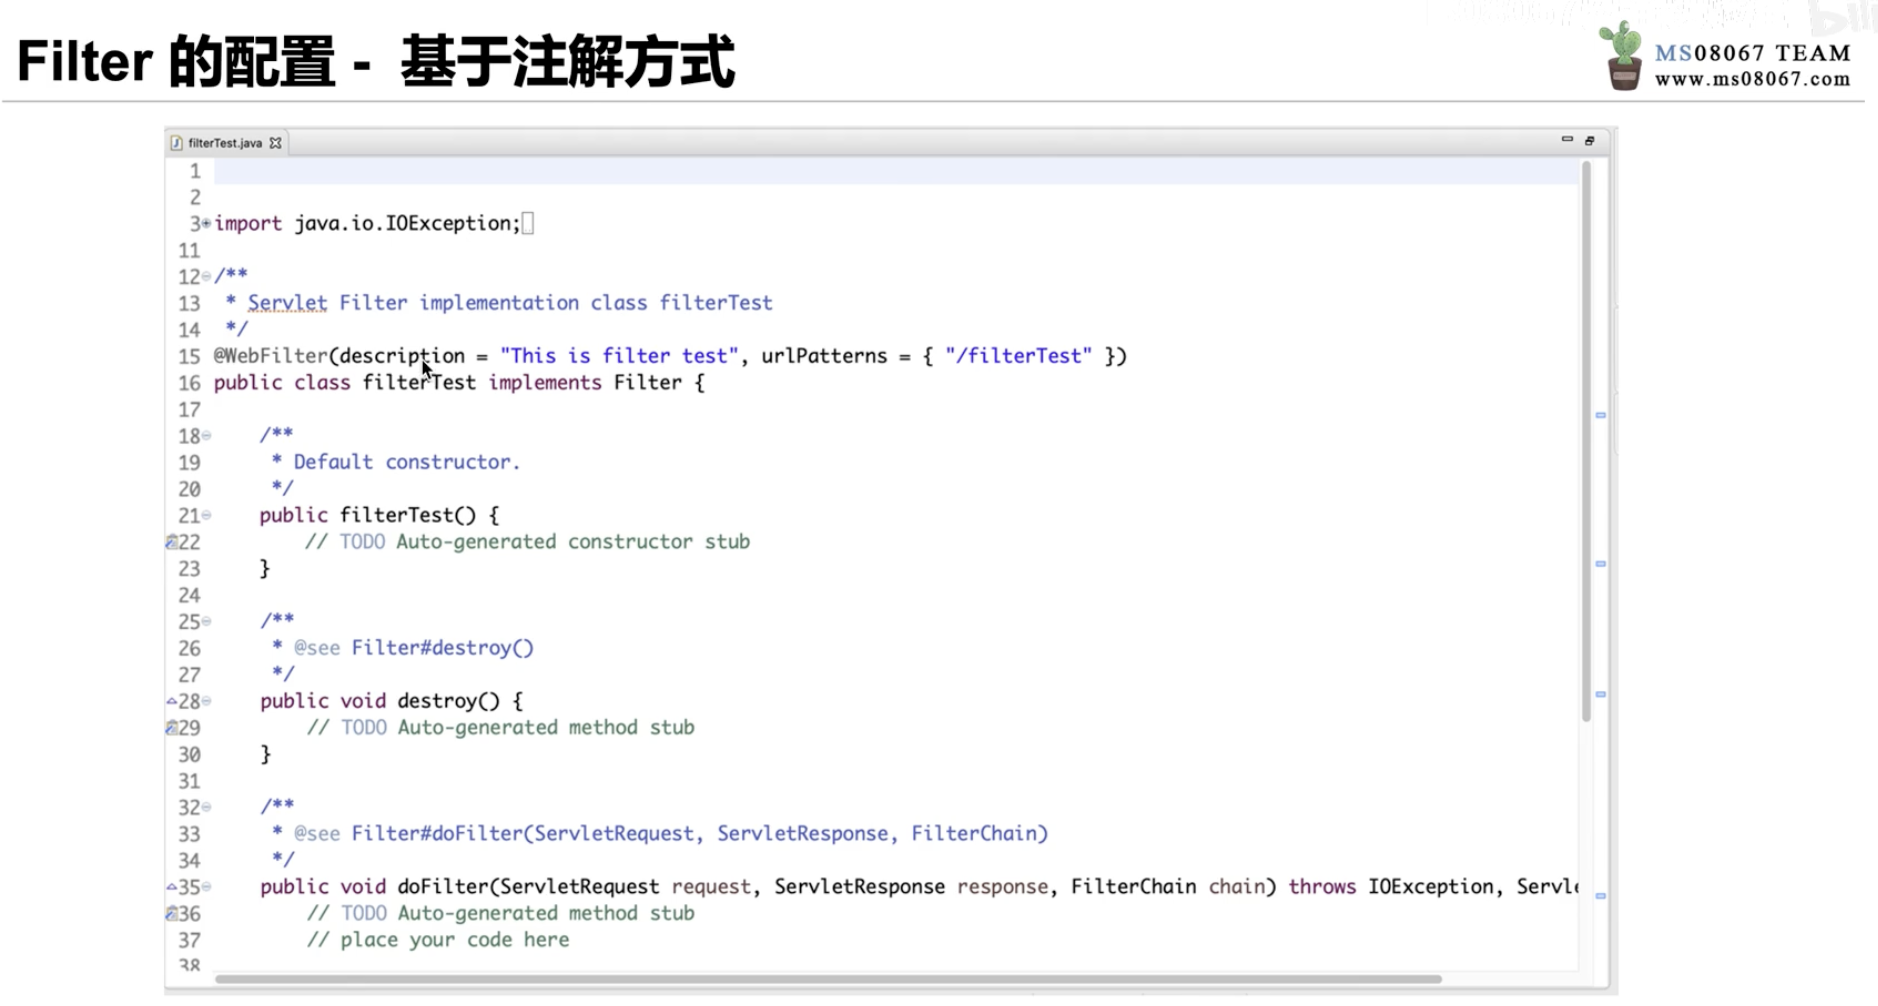 Filter 的配置 - 基于注解方式
MS08067 TEAM
www.ms08067.com
filterTest.java
1
2
3 import java.io.IOException;
11
12 /**
13 * Servlet Filter implementation class filterTest
14 */
15 @WebFilter(description = "This is filter test", urlPatterns = { "/filterTest" })
16 public class filterTest implements Filter {
17
18 /**
19 * Default constructor.
20 */
21 public filterTest() {
22 // TODO Auto-generated constructor stub
23 }
24
25 /**
26 * @see Filter#destroy()
27 */
28 public void destroy() {
29 // TODO Auto-generated method stub
30 }
31
32 /**
33 * @see Filter#doFilter(ServletRequest, ServletResponse, FilterChain)
34 */
35 public void doFilter(ServletRequest request, ServletResponse response, FilterChain chain) throws IOException, Servle
36 // TODO Auto-generated method stub
37 // place your code here
38